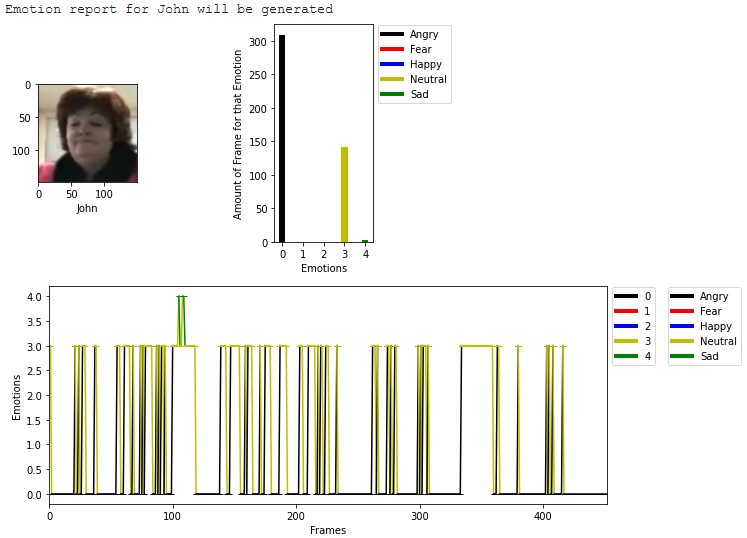 Emotion report for John will be generated
0
50
100
0
50
100
John
Amount of Frame for that Emotion
300
250
200
150
100
50
0
0 1 2 3 4
Emotions
Angry
Fear
Happy
Neutral
Sad
Emotions
4.0
3.5
3.0
2.5
2.0
1.5
1.0
0.5
0.0
0 100 200 300 400
Frames
0
1
2
3
4
Angry
Fear
Happy
Neutral
Sad